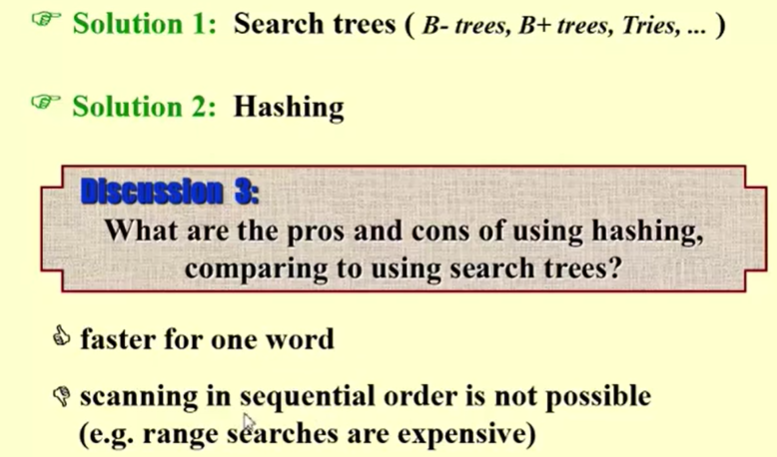 Solution 1: Search trees ( B- trees, B+ trees, Tries, ... )
Solution 2: Hashing
Discussion 3:
What are the pros and cons of using hashing,
comparing to using search trees?
faster for one word
scanning in sequential order is not possible
(e.g. range searches are expensive)